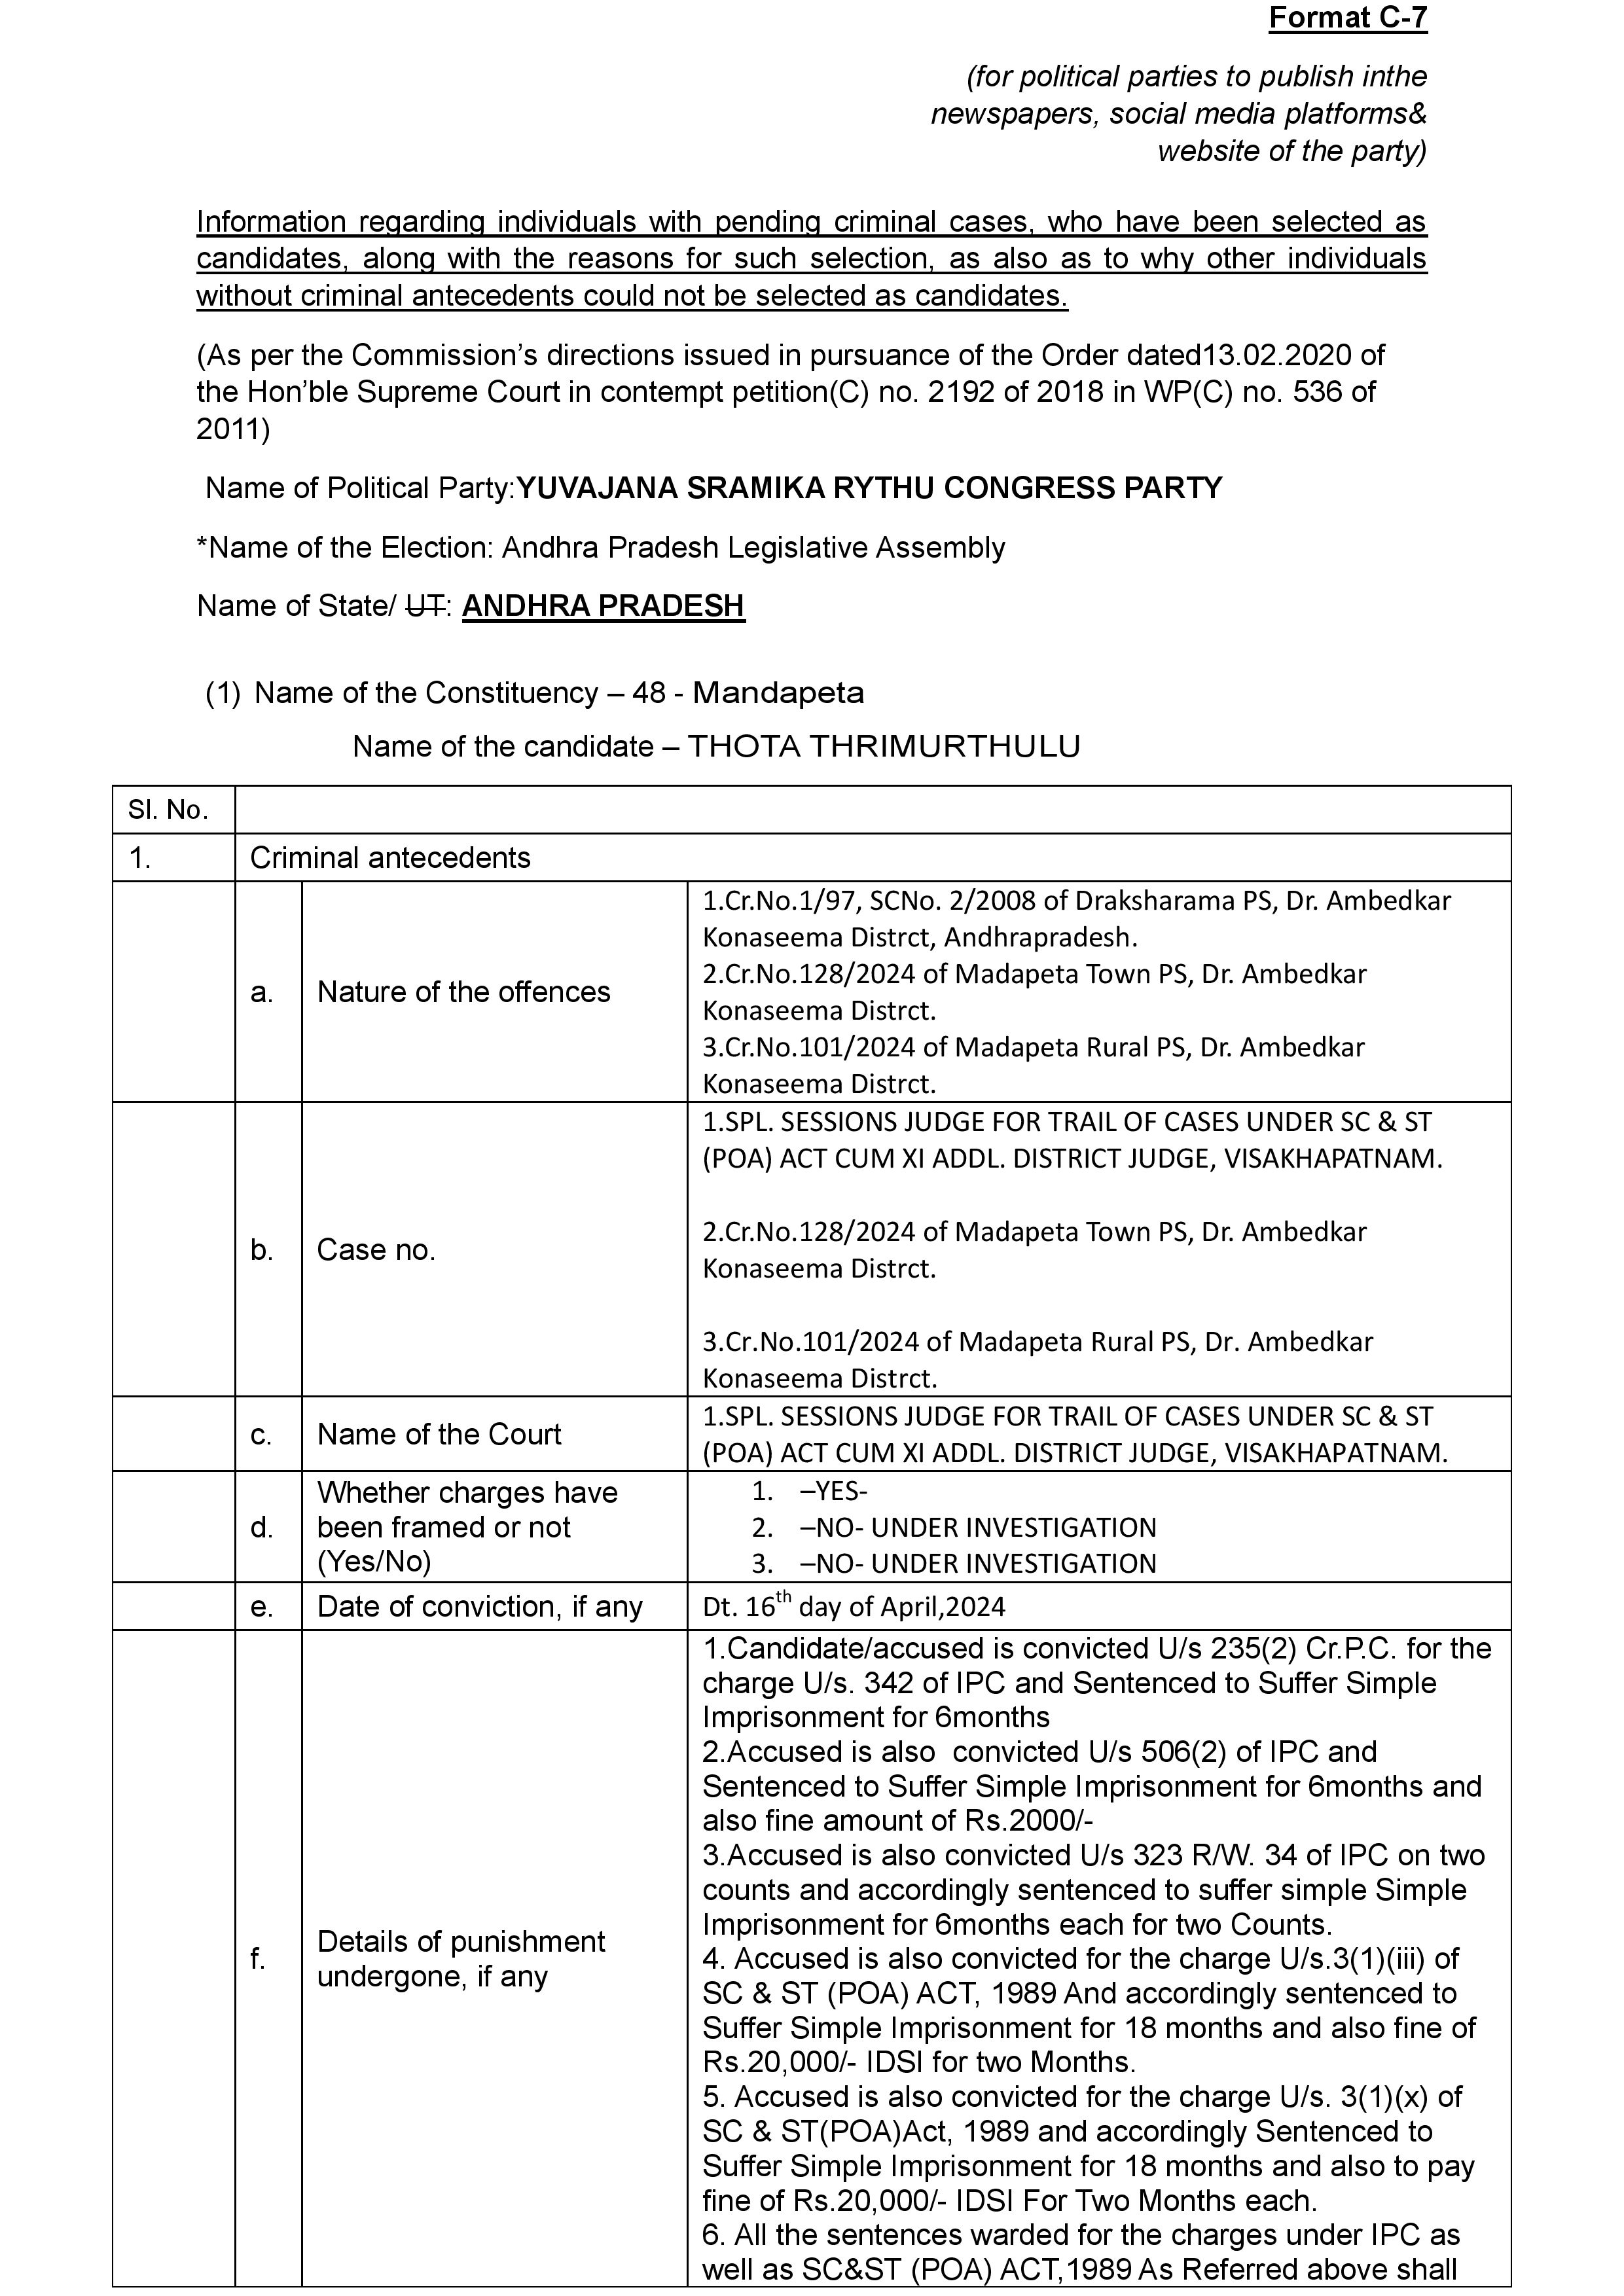 Format C-7
(for political parties to publish inthe
newspapers, social media platforms&
website of the party)
Information regarding individuals with pending criminal cases, who have been selected as
candidates, along with the reasons for such selection, as also as to why other individuals
without criminal antecedents could not be selected as candidates.
(As per the Commission’s directions issued in pursuance of the Order dated13.02.2020 of
the Hon’ble Supreme Court in contempt petition(C) no. 2192 of 2018 in WP(C) no. 536 of
2011)
Name of Political Party:YUVAJANA SRAMIKA RYTHU CONGRESS PARTY
*Name of the Election: Andhra Pradesh Legislative Assembly
Name of State/ UT: ANDHRA PRADESH
(1) Name of the Constituency – 48 - Mandapeta
Name of the candidate – THOTA THRIMURTHULU
Sl. No.
1. Criminal antecedents
a. Nature of the offences
1.Cr.No.1/97, SCNo. 2/2008 of Draksharama PS, Dr. Ambedkar
Konaseema Distrct, Andhrapradesh.
2.Cr.No.128/2024 of Madapeta Town PS, Dr. Ambedkar
Konaseema Distrct.
3.Cr.No.101/2024 of Madapeta Rural PS, Dr. Ambedkar
Konaseema Distrct.
b. Case no.
1.SPL. SESSIONS JUDGE FOR TRAIL OF CASES UNDER SC & ST
(POA) ACT CUM XI ADDL. DISTRICT JUDGE, VISAKHAPATNAM.
2.Cr.No.128/2024 of Madapeta Town PS, Dr. Ambedkar
Konaseema Distrct.
3.Cr.No.101/2024 of Madapeta Rural PS, Dr. Ambedkar
Konaseema Distrct.
c. Name of the Court
1.SPL. SESSIONS JUDGE FOR TRAIL OF CASES UNDER SC & ST
(POA) ACT CUM XI ADDL. DISTRICT JUDGE, VISAKHAPATNAM.
d. Whether charges have
been framed or not
(Yes/No)
1. –YES-
2. –NO- UNDER INVESTIGATION
3. –NO- UNDER INVESTIGATION
e. Date of conviction, if any
Dt. 16th day of April,2024
f. Details of punishment
undergone, if any
1.Candidate/accused is convicted U/s 235(2) Cr.P.C. for the
charge U/s. 342 of IPC and Sentenced to Suffer Simple
Imprisonment for 6months
2.Accused is also convicted U/s 506(2) of IPC and
Sentenced to Suffer Simple Imprisonment for 6months and
also fine amount of Rs.2000/-
3.Accused is also convicted U/s 323 R/W. 34 of IPC on two
counts and accordingly sentenced to suffer simple Simple
Imprisonment for 6months each for two Counts.
4. Accused is also convicted for the charge U/s.3(1)(iii) of
SC & ST (POA) ACT, 1989 And accordingly sentenced to
Suffer Simple Imprisonment for 18 months and also fine of
Rs.20,000/- IDSI for two Months.
5. Accused is also convicted for the charge U/s. 3(1)(x) of
SC & ST(POA)Act, 1989 and accordingly Sentenced to
Suffer Simple Imprisonment for 18 months and also to pay
fine of Rs.20,000/- IDSI For Two Months each.
6. All the sentences warded for the charges under IPC as
well as SC&ST (POA) ACT,1989 As Referred above shall